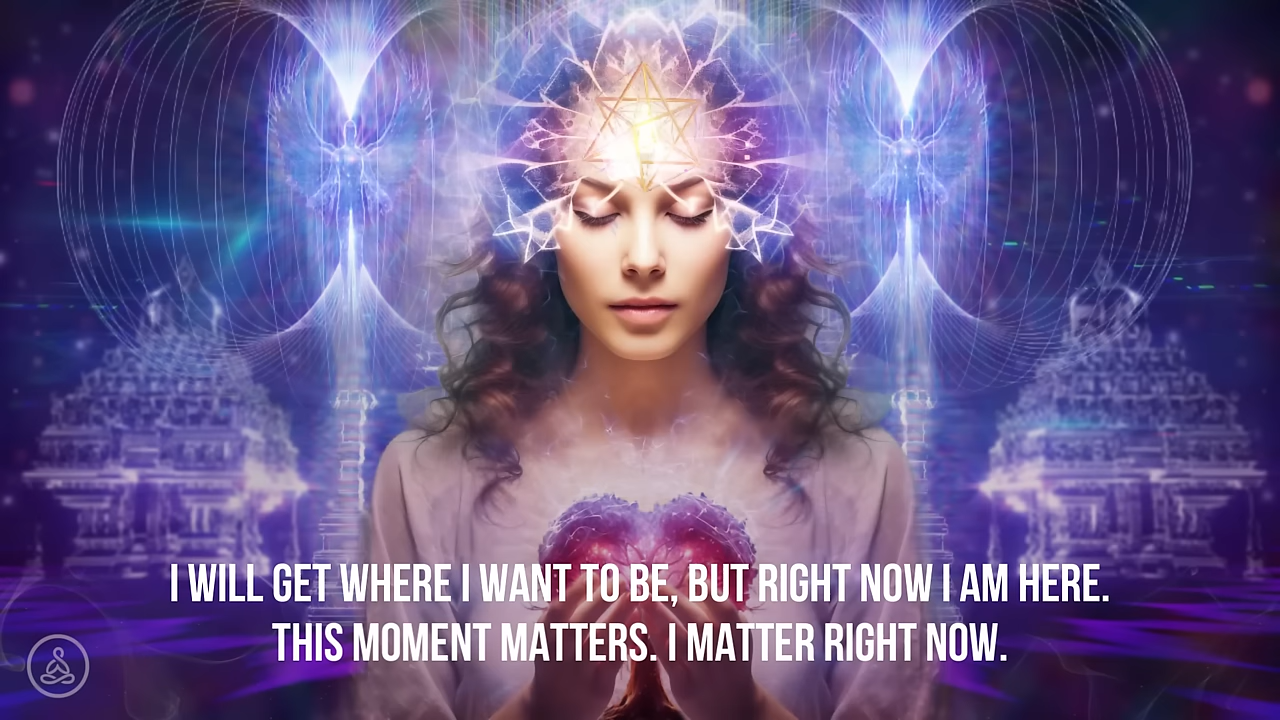 I WILL GET WHERE I WANT TO BE, BUT RIGHT NOW I AM HERE.
THIS MOMENT MATTERS. I MATTER RIGHT NOW.